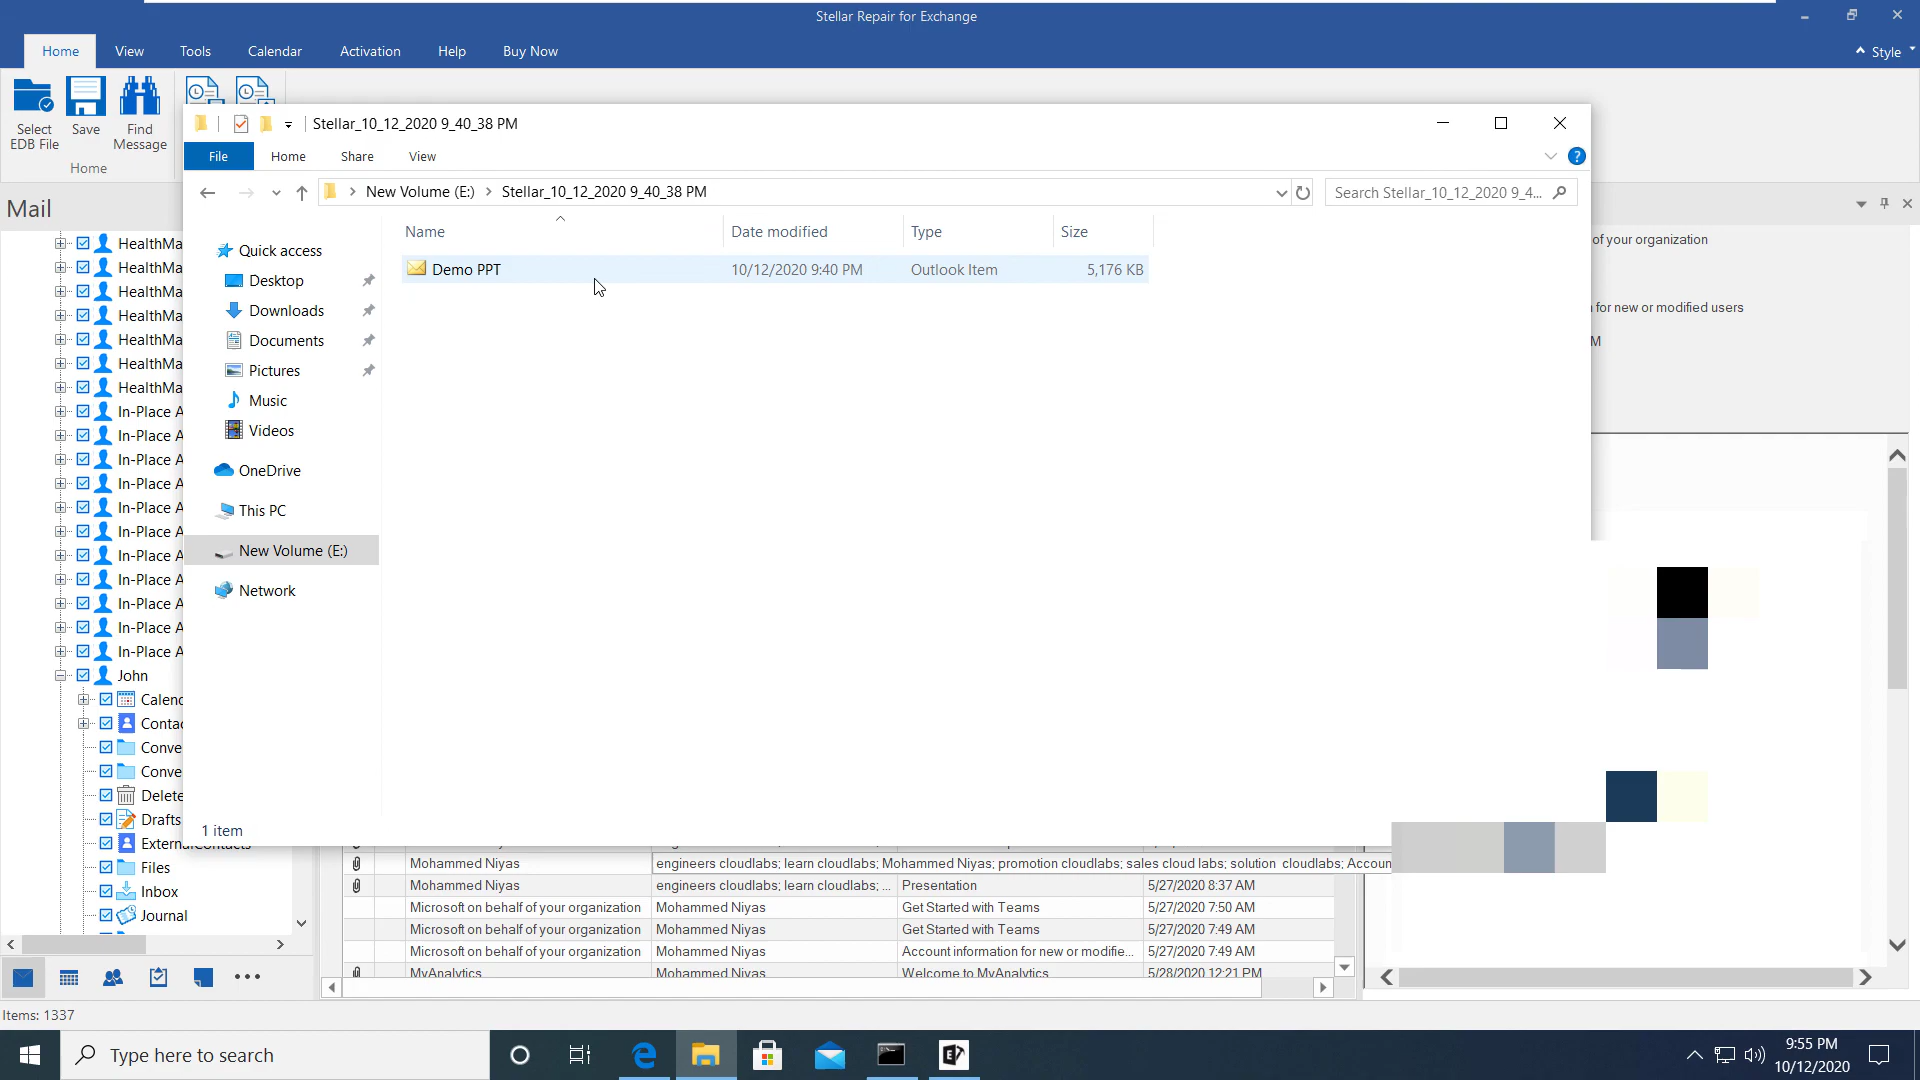 Stellar Repair for Exchange
Home View Tools Calendar Activation Help Buy Now Style
Select EDB File
Save
Find Message
Home
Stellar_10_12_2020 9_40_38 PM
File Home Share View
New Volume (E:) Stellar_10_12_2020 9_40_38 PM
Search Stellar_10_12_2020 9_4...
Mail
Name Date modified Type Size
Demo PPT 10/12/2020 9:40 PM Outlook Item 5,176 KB
Quick access
Desktop
Downloads
Documents
Pictures
Music
Videos
OneDrive
This PC
New Volume (E:)
Network
1 item
of your organization
for new or modified users
M
HealthMa
HealthMa
HealthMa
HealthMa
HealthMa
HealthMa
HealthMa
In-Place A
In-Place A
In-Place A
In-Place A
In-Place A
In-Place A
In-Place A
In-Place A
In-Place A
In-Place A
In-Place A
John
Calend
Contac
Conve
Conve
Delete
Drafts
ExternalContacts
Files
Inbox
Journal
Mohammed Niyas engineers cloudlabs; learn cloudlabs; Mohammed Niyas; promotion cloudlabs; sales cloud labs; solution cloudlabs; Accoun
Mohammed Niyas engineers cloudlabs; learn cloudlabs; ... Presentation 5/27/2020 8:37 AM
Microsoft on behalf of your organization Mohammed Niyas Get Started with Teams 5/27/2020 7:50 AM
Microsoft on behalf of your organization Mohammed Niyas Get Started with Teams 5/27/2020 7:49 AM
Microsoft on behalf of your organization Mohammed Niyas Account information for new or modifie... 5/27/2020 7:49 AM
MyAnalytics Mohammed Niyas Welcome to MyAnalytics 5/28/2020 12:21 PM
Items: 1337
Type here to search
9:55 PM
10/12/2020